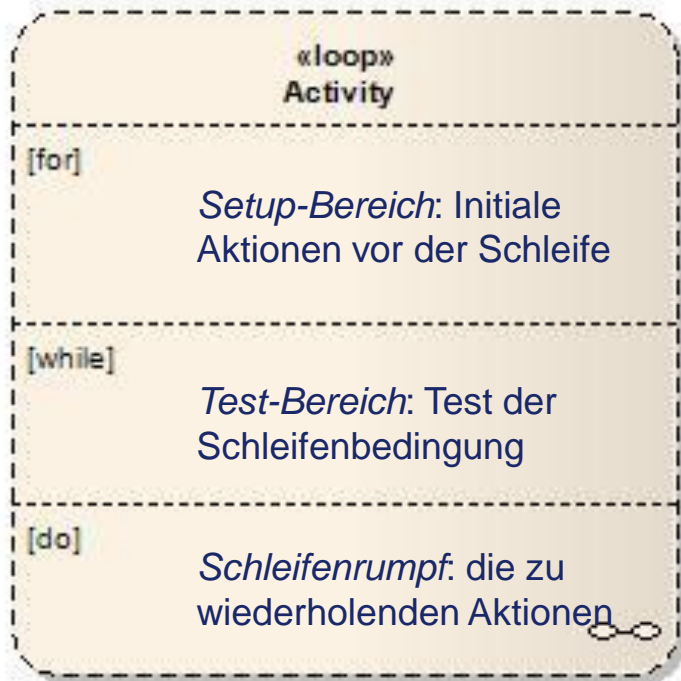 «loop»
Activity
[for]
Setup-Bereich: Initiale
Aktionen vor der Schleife
[while]
Test-Bereich: Test der
Schleifenbedingung
[do]
Schleifenrumpf: die zu
wiederholenden Aktionen